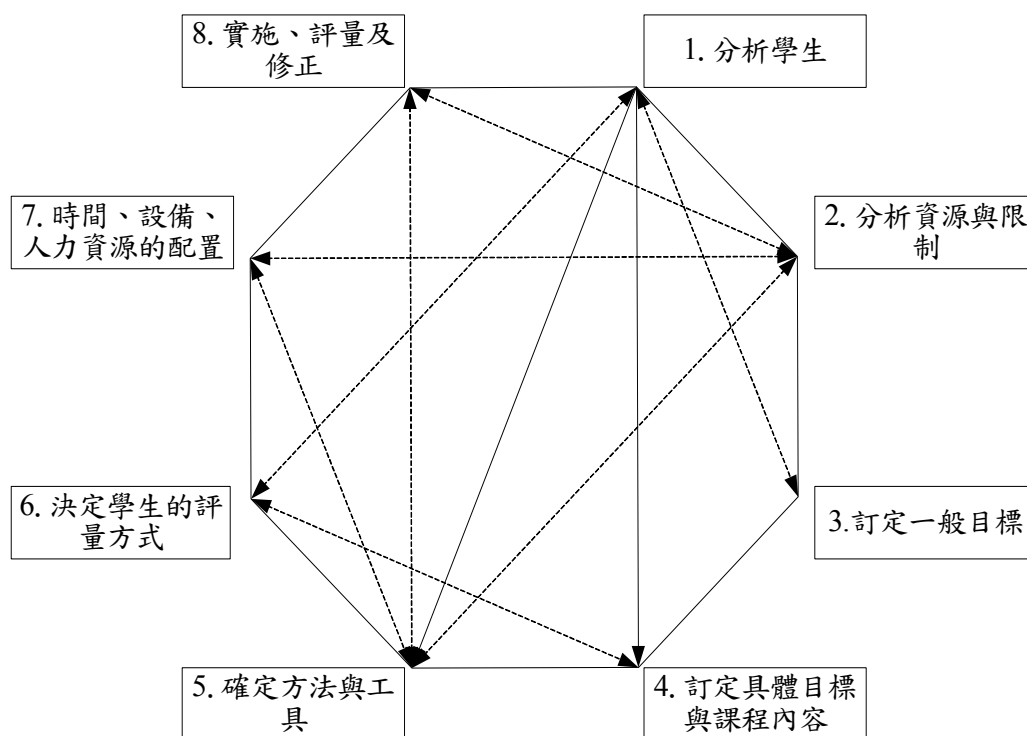 8. 實施、評量及
修正
1. 分析學生
7. 時間、設備、
人力資源的配置
2. 分析資源與限
制
6. 決定學生的評
量方式
3.訂定一般目標
5. 確定方法與工
具
4. 訂定具體目標
與課程內容